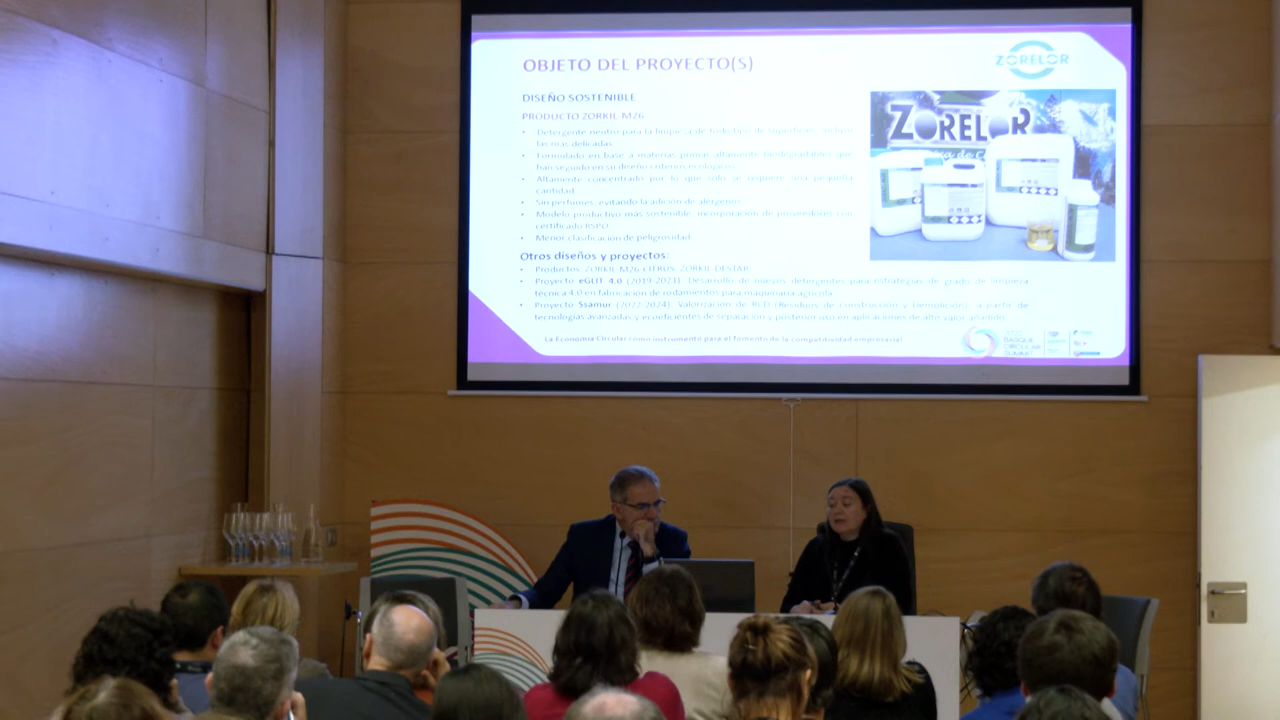 OBJETO DEL PROYECTO(S)
ZORELOR
DISEÑO SOSTENIBLE
PRODUCTO ZORKIL-M26
• Detergente neutro para la limpieza de todo tipo de superficies, incluso
las más delicadas.
• Formulado en base a materias primas altamente biodegradables que
han seguido en su diseño criterios ecológicos.
• Altamente concentrado por lo que solo se requiere una pequeña
cantidad.
• Sin perfumes, evitando la adición de alérgenos.
• Modelo productivo más sostenible: incorporación de proveedores con
certificado RSPO.
• Menor clasificación de peligrosidad.
ZORELOR
Otros diseños y proyectos:
• Productos: ZORKIL-M26-CITRUS, ZORKIL-DESTAR
• Proyecto eGLIT 4.0 (2019-2021): Desarrollo de nuevos detergentes para estrategias de grado de limpieza
técnica 4.0 en fabricación de rodamientos para maquinaria agrícola
• Proyecto Ssamur (2022-2024): Valorización de RCD (Residuos de Construcción y Demolición), a partir de
tecnologías avanzadas y ecoeficientes de separación y posterior uso en aplicaciones de alto valor añadido.
La Economía Circular como instrumento para el fomento de la competitividad empresarial
BASQUE
CIRCULAR
SUMMIT